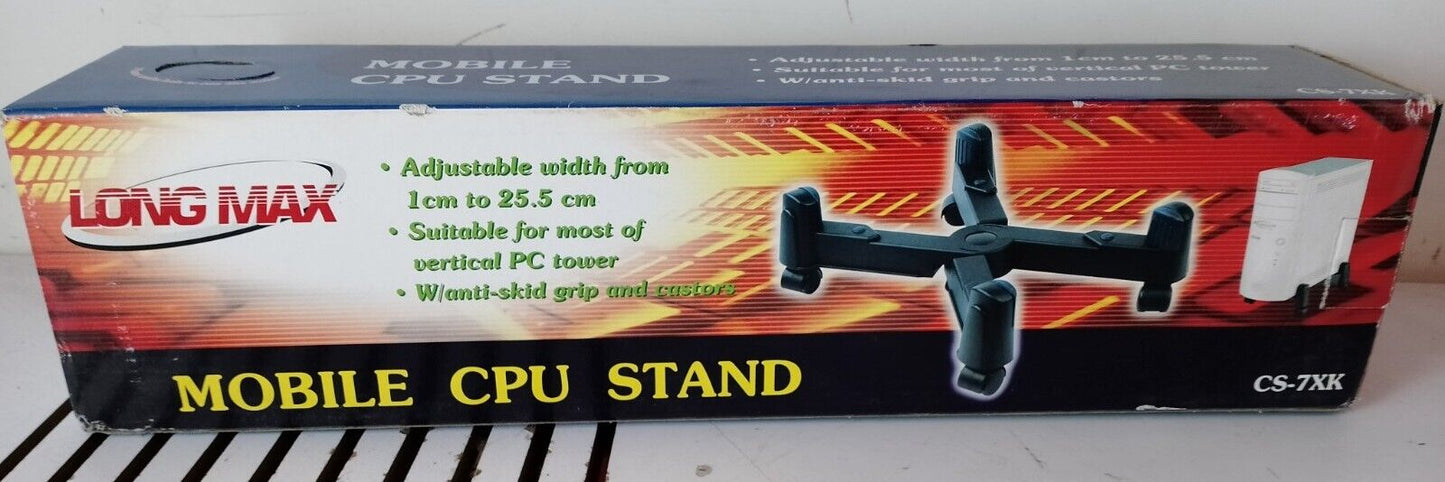 MOBILE
CPU STAND
• Adjustable width from 1cm to 25.5 cm
• Suitable for most of vertical PC tower
• W/anti-skid grip and castors
CS-7XK
LONG MAX
• Adjustable width from
1cm to 25.5 cm
• Suitable for most of
vertical PC tower
• W/anti-skid grip and castors
MOBILE CPU STAND
CS-7XK